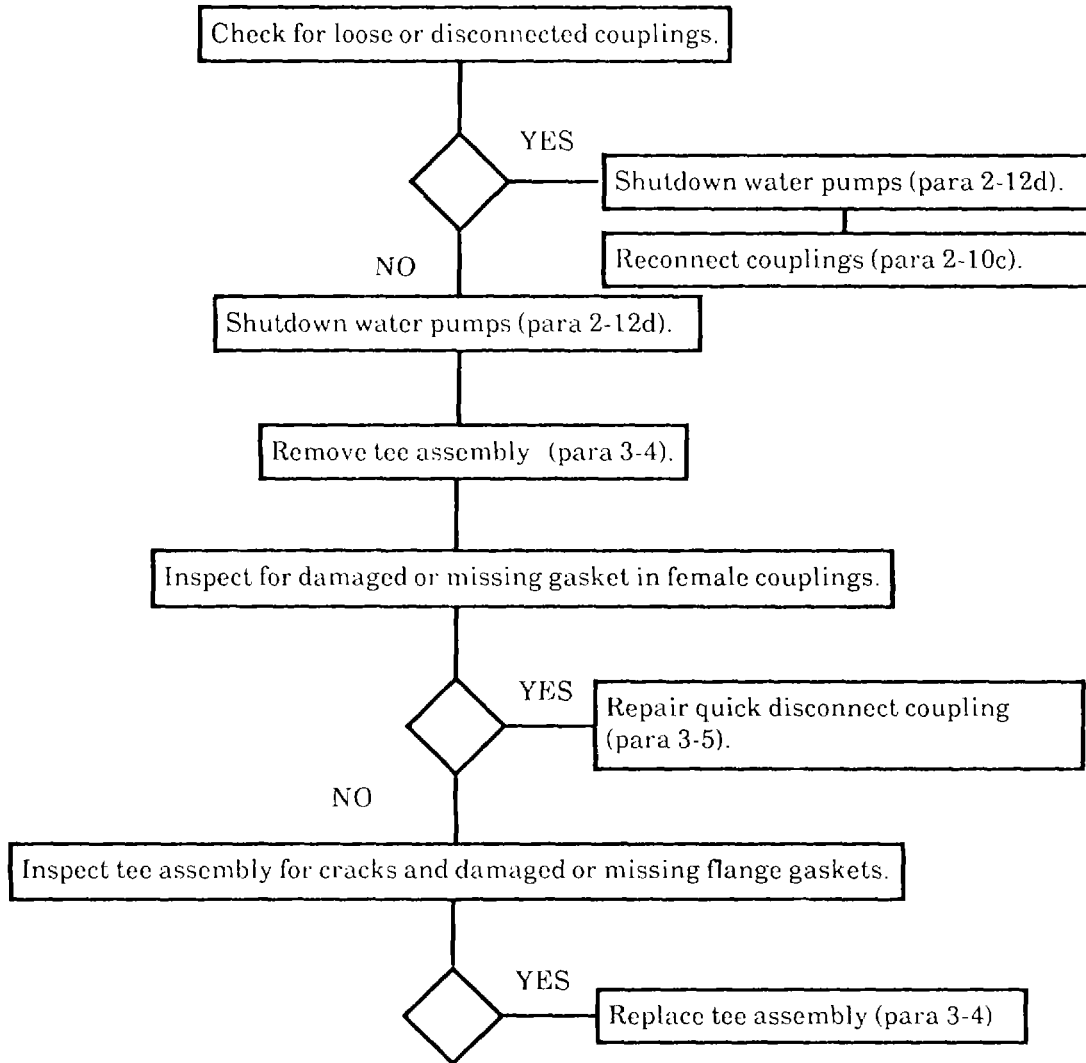 Check for loose or disconnected couplings.
YES
Shutdown water pumps (para 2-12d).
Reconnect couplings (para 2-10c).
NO
Shutdown water pumps (para 2-12d).
Remove tee assembly (para 3-4).
Inspect for damaged or missing gasket in female couplings.
YES
Repair quick disconnect coupling
(para 3-5).
NO
Inspect tee assembly for cracks and damaged or missing flange gaskets.
YES
Replace tee assembly (para 3-4)